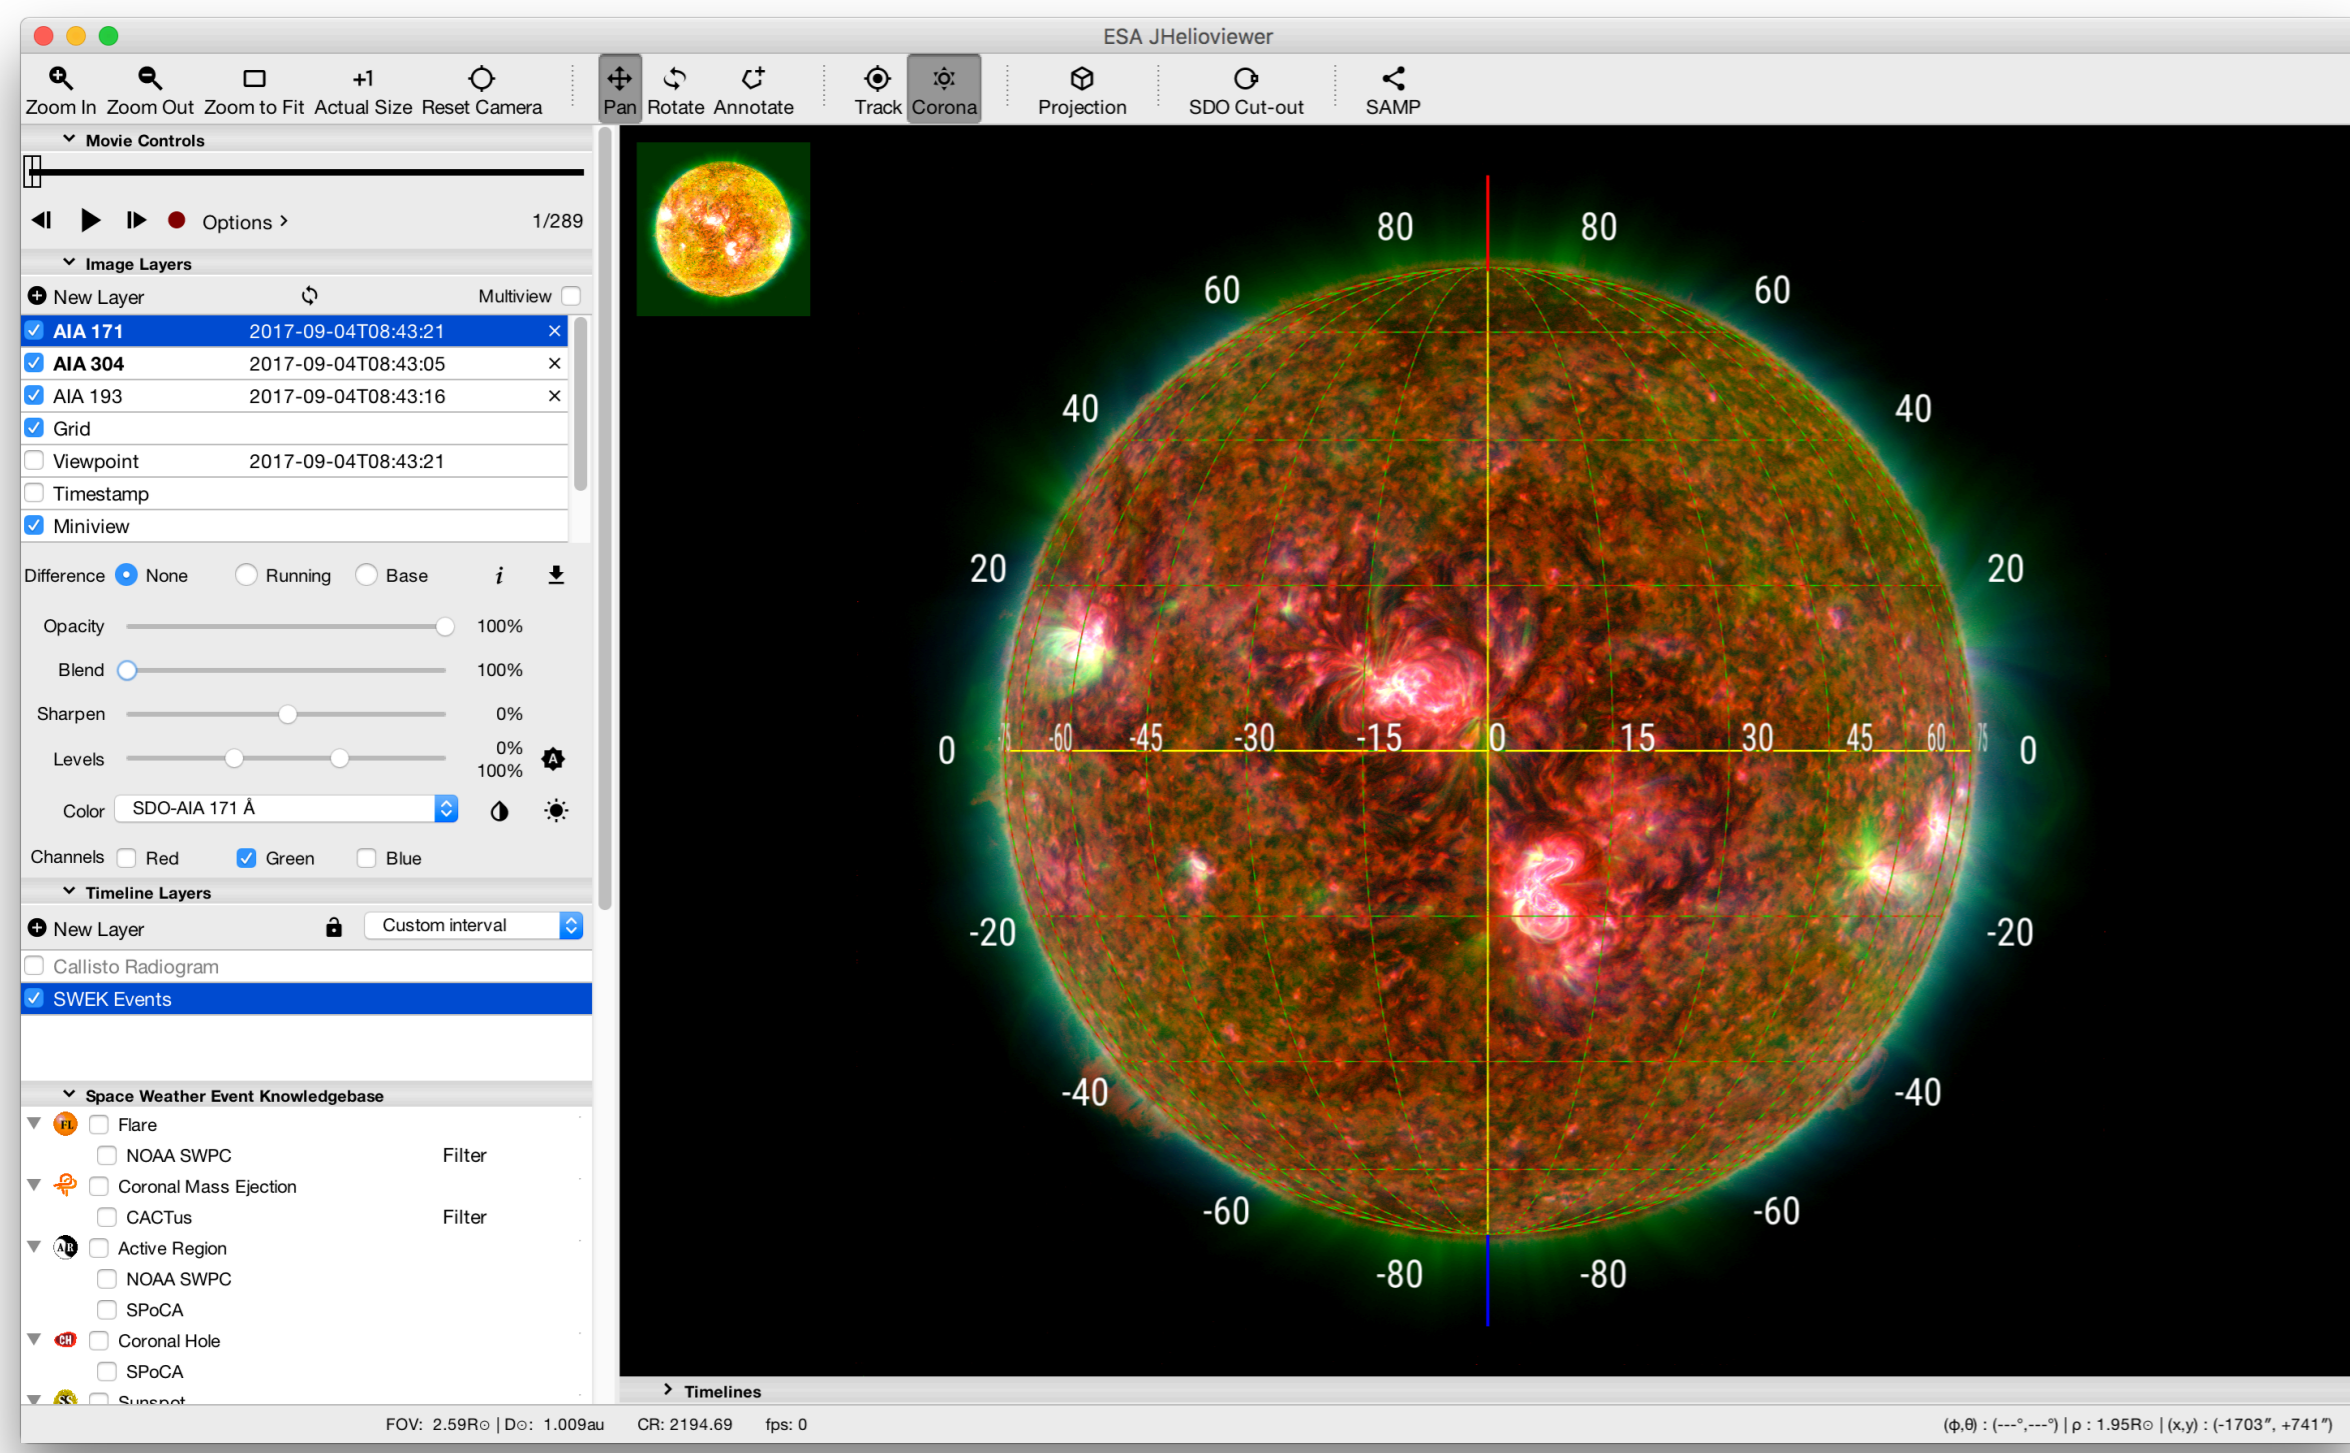 ESA JHelioviewer
Zoom In Zoom Out Zoom to Fit Actual Size Reset Camera Pan Rotate Annotate Track Corona Projection SDO Cut-out SAMP
Movie Controls
Options > 1/289
Image Layers
New Layer Multiview
AIA 171 2017-09-04T08:43:21
AIA 304 2017-09-04T08:43:05
AIA 193 2017-09-04T08:43:16
Grid
Viewpoint 2017-09-04T08:43:21
Timestamp
Miniview
Difference None Running Base i
Opacity 100%
Blend 100%
Sharpen 0%
Levels 0%
100%
A
Color SDO-AIA 171 Å
Channels Red Green Blue
Timeline Layers
New Layer Custom interval
Callisto Radiogram
SWEK Events
Space Weather Event Knowledgebase
FL Flare
NOAA SWPC Filter
Coronal Mass Ejection
CACTus Filter
AR Active Region
NOAA SWPC
SPoCA
CH Coronal Hole
SPoCA
SS Sunspot
80 80
60 60
40 40
20 20
0 75 -60 -45 -30 -15 0 15 30 45 60 75 0
-20 -20
-40 -40
-60 -60
-80 -80
Timelines
FOV: 2.59R☉ | D☉: 1.009au CR: 2194.69 fps: 0 (φ,θ) : (---°,---°) | ρ : 1.95R☉ | (x,y) : (-1703″, +741″)